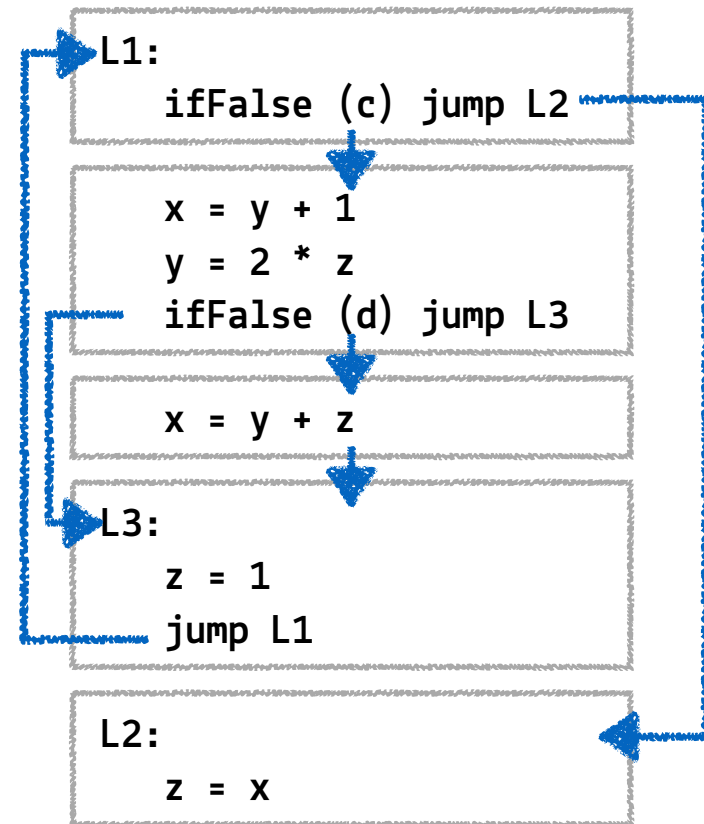 L1:
ifFalse (c) jump L2
x = y + 1
y = 2 * z
ifFalse (d) jump L3
x = y + z
L3:
z = 1
jump L1
L2:
z = x